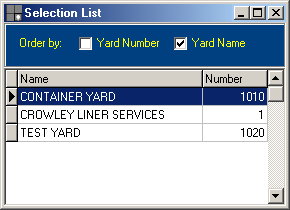 Selection List
Order by: Yard Number Yard Name
Name Number
CONTAINER YARD 1010
CROWLEY LINER SERVICES 1
TEST YARD 1020